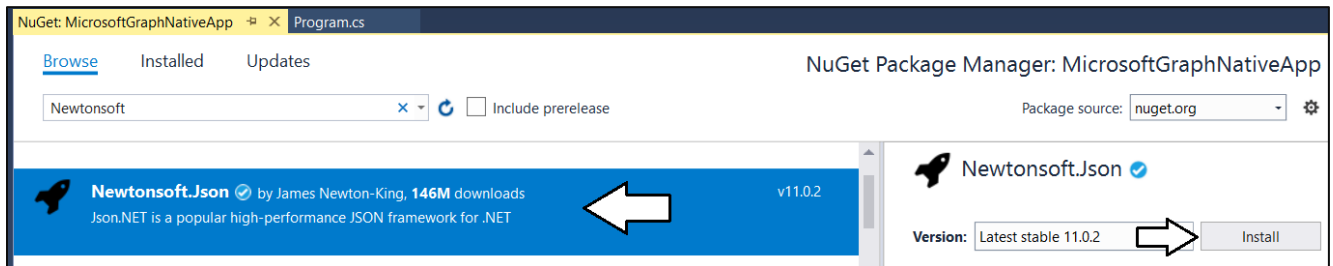 NuGet: MicrosoftGraphNativeApp Program.cs
Browse Installed Updates
NuGet Package Manager: MicrosoftGraphNativeApp
Newtonsoft
Include prerelease
Package source: nuget.org
Newtonsoft.Json by James Newton-King, 146M downloads
v11.0.2
Json.NET is a popular high-performance JSON framework for .NET
Newtonsoft.Json
Version: Latest stable 11.0.2 Install